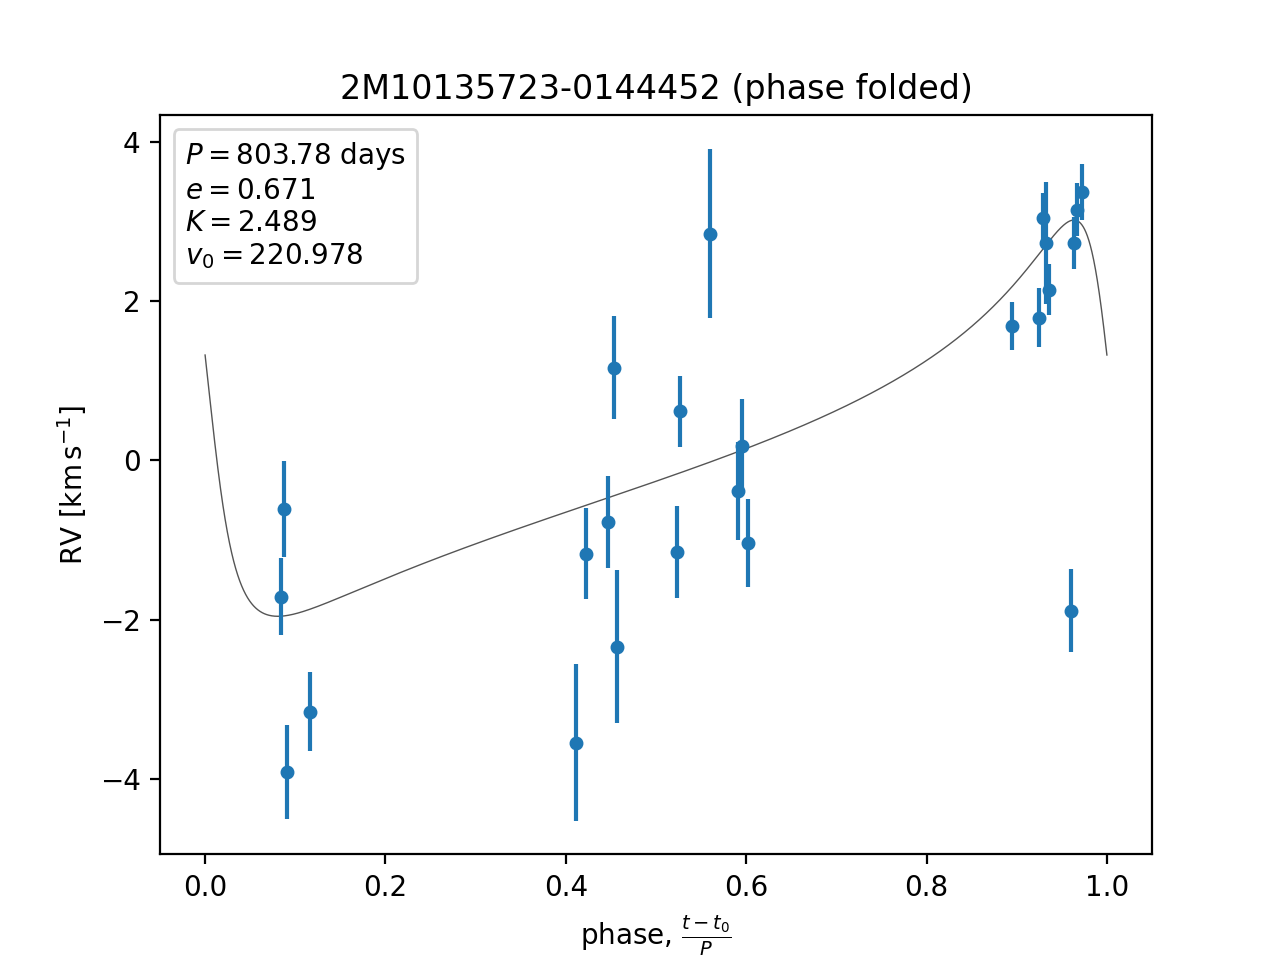 2M10135723-0144452 (phase folded)
P = 803.78 days
e = 0.671
K = 2.489
v₀ = 220.978
4
2
0
−2
−4
RV [km s⁻¹]
0.0 0.2 0.4 0.6 0.8 1.0
phase, (t − t₀)/P